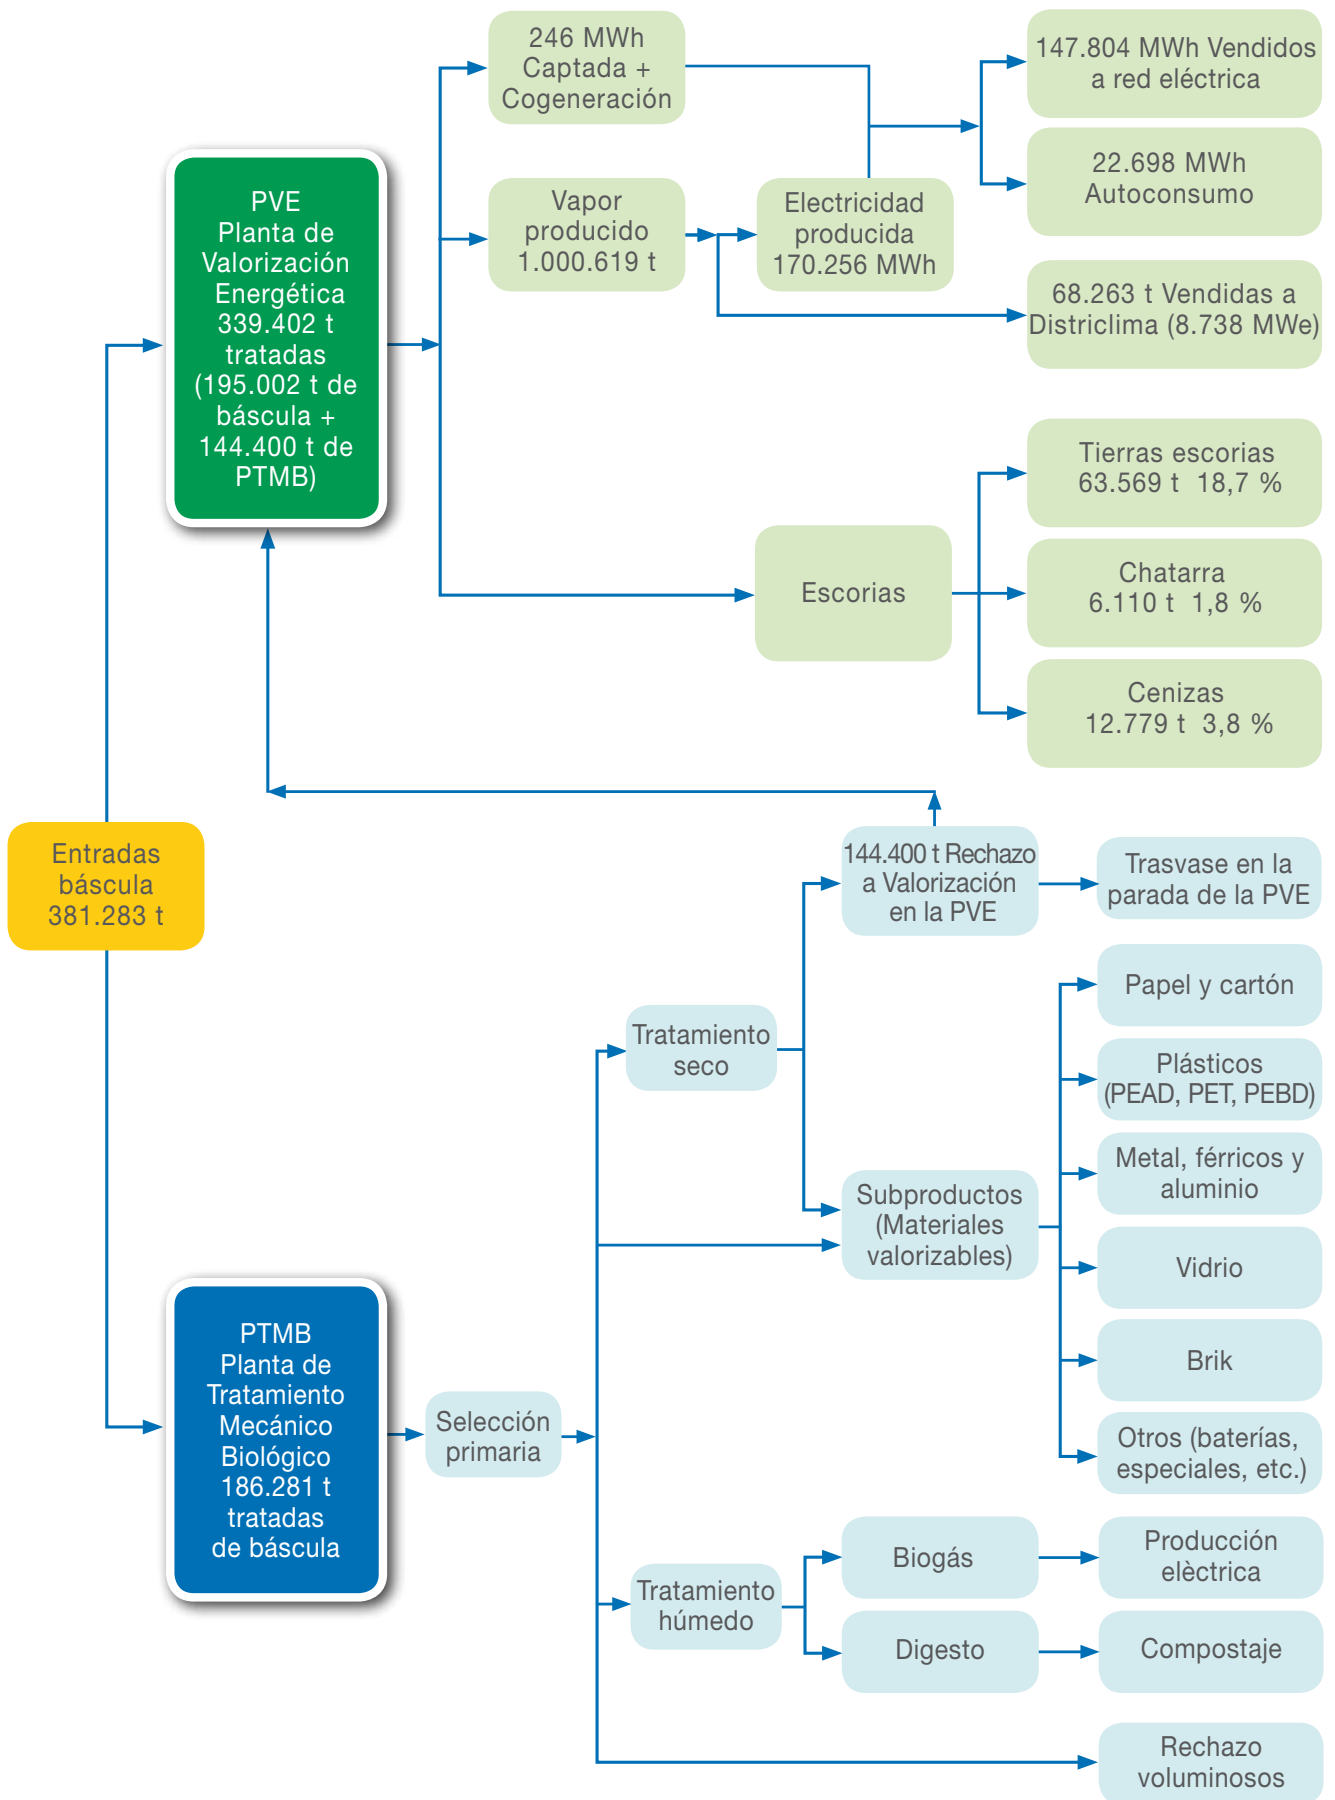 246 MWh
Captada +
Cogeneración
147.804 MWh Vendidos
a red eléctrica
22.698 MWh
Autoconsumo
PVE
Planta de
Valorización
Energética
339.402 t
tratadas
(195.002 t de
báscula +
144.400 t de
PTMB)
Vapor
producido
1.000.619 t
Electricidad
producida
170.256 MWh
68.263 t Vendidas a
Districlima (8.738 MWe)
Tierras escorias
63.569 t 18,7 %
Escorias
Chatarra
6.110 t 1,8 %
Cenizas
12.779 t 3,8 %
Entradas
báscula
381.283 t
144.400 t Rechazo
a Valorización
en la PVE
Trasvase en la
parada de la PVE
Papel y cartón
Tratamiento
seco
Plásticos
(PEAD, PET, PEBD)
Metal, férricos y
aluminio
Subproductos
(Materiales
valorizables)
Vidrio
Brik
PTMB
Planta de
Tratamiento
Mecánico
Biológico
186.281 t
tratadas
de báscula
Selección
primaria
Otros (baterías,
especiales, etc.)
Tratamiento
húmedo
Biogás
Producción
elèctrica
Digesto
Compostaje
Rechazo
voluminosos